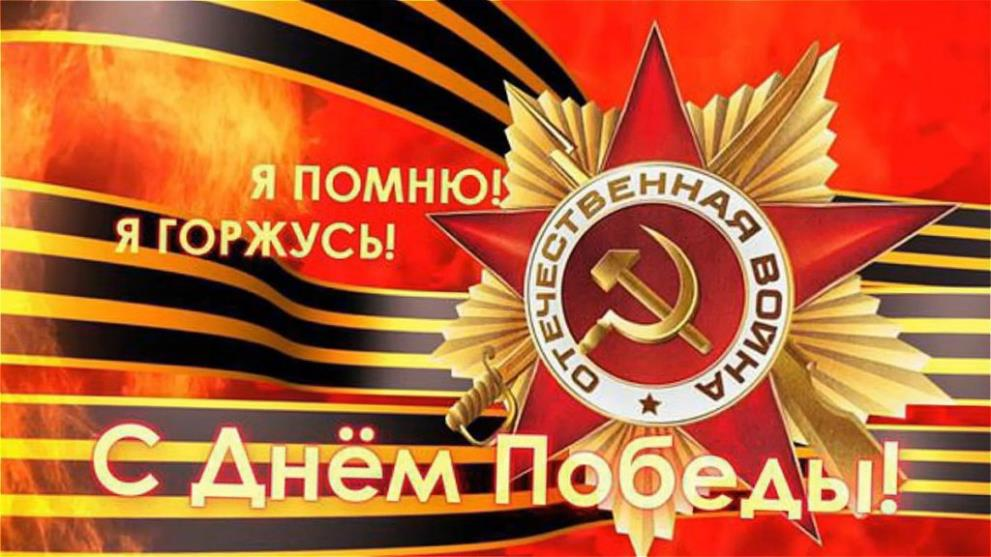 Я ПОМНЮ!
Я ГОРЖУСЬ!
ОТЕЧЕСТВЕННАЯ ВОЙНА
С Днём Победы!